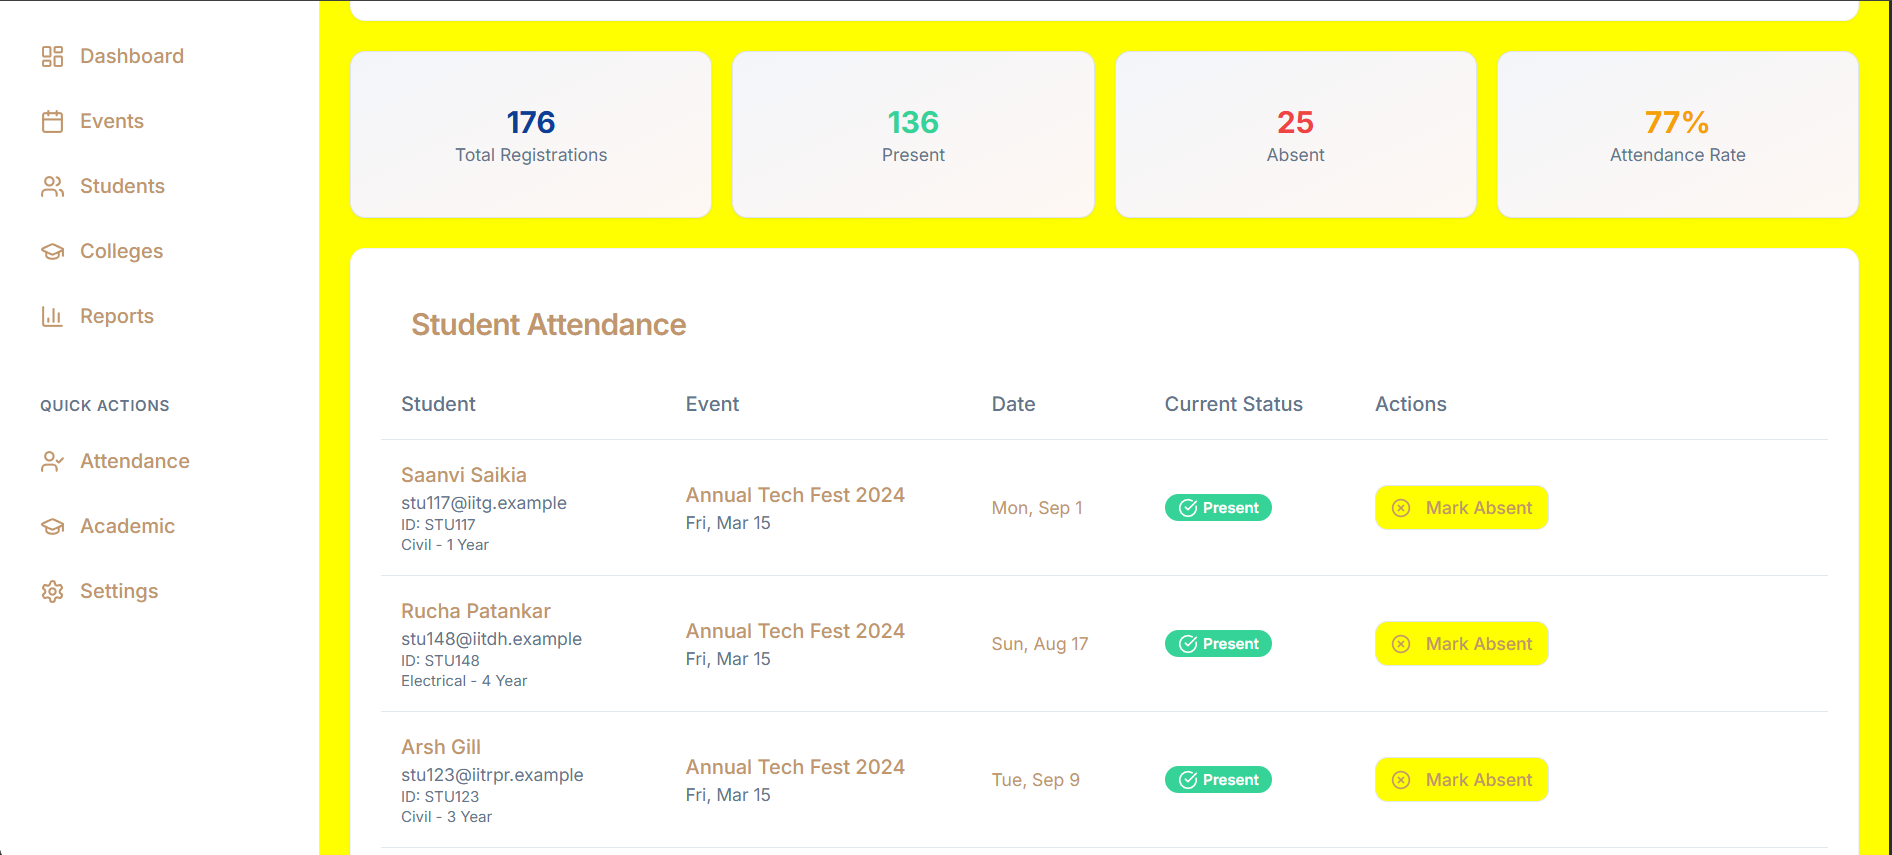 Dashboard
Events
Students
Colleges
Reports
QUICK ACTIONS
Attendance
Academic
Settings
176
Total Registrations
136
Present
25
Absent
77%
Attendance Rate
Student Attendance
Student Event Date Current Status Actions
Saanvi Saikia
stu117@iitg.example
ID: STU117
Civil - 1 Year
Annual Tech Fest 2024
Fri, Mar 15
Mon, Sep 1
Present
Mark Absent
Rucha Patankar
stu148@iitdh.example
ID: STU148
Electrical - 4 Year
Annual Tech Fest 2024
Fri, Mar 15
Sun, Aug 17
Present
Mark Absent
Arsh Gill
stu123@iitrpr.example
ID: STU123
Civil - 3 Year
Annual Tech Fest 2024
Fri, Mar 15
Tue, Sep 9
Present
Mark Absent